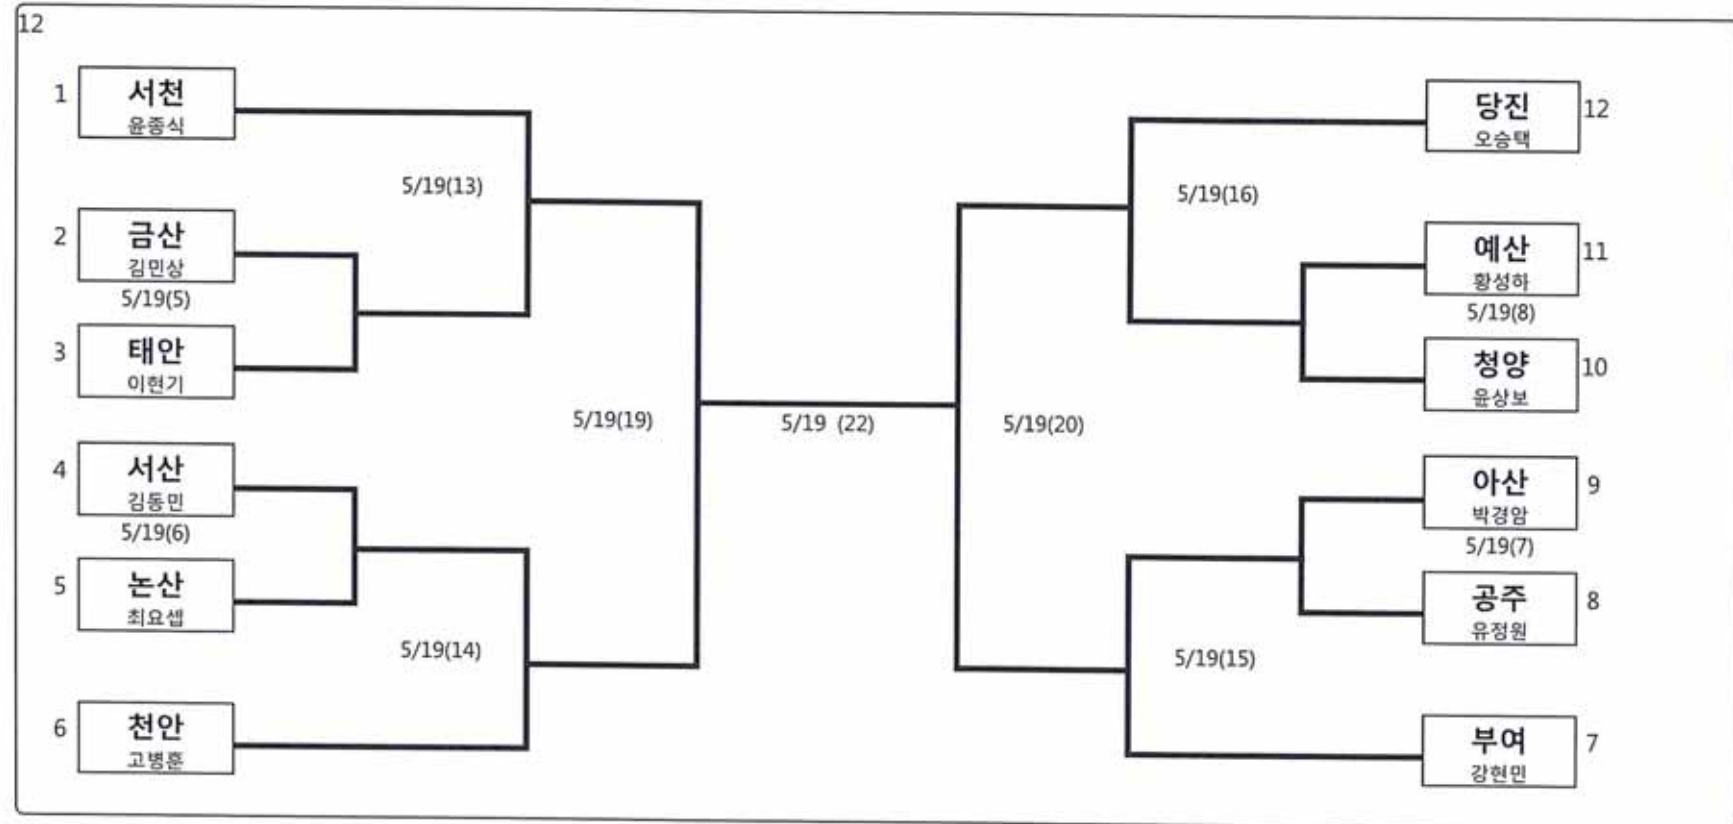 12
1
서천
윤종식
5/19(13)
2
금산
김민상
5/19(5)
3
태안
이현기
5/19(19)
4
서산
김동민
5/19(6)
5
논산
최요셉
5/19(14)
6
천안
고병훈
5/19 (22)
당진
12
오승택
5/19(16)
예산
11
황성하
5/19(8)
청양
10
윤상보
5/19(20)
아산
9
박경암
5/19(7)
공주
8
유정원
5/19(15)
부여
7
강현민